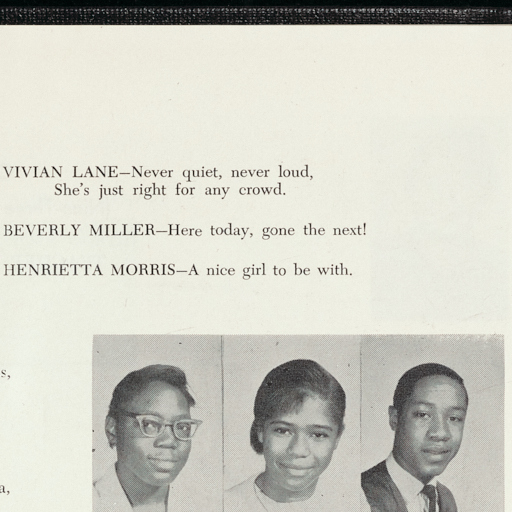 VIVIAN LANE—Never quiet, never loud,
She's just right for any crowd.
BEVERLY MILLER—Here today, gone the next!
HENRIETTA MORRIS—A nice girl to be with.
s,
a,